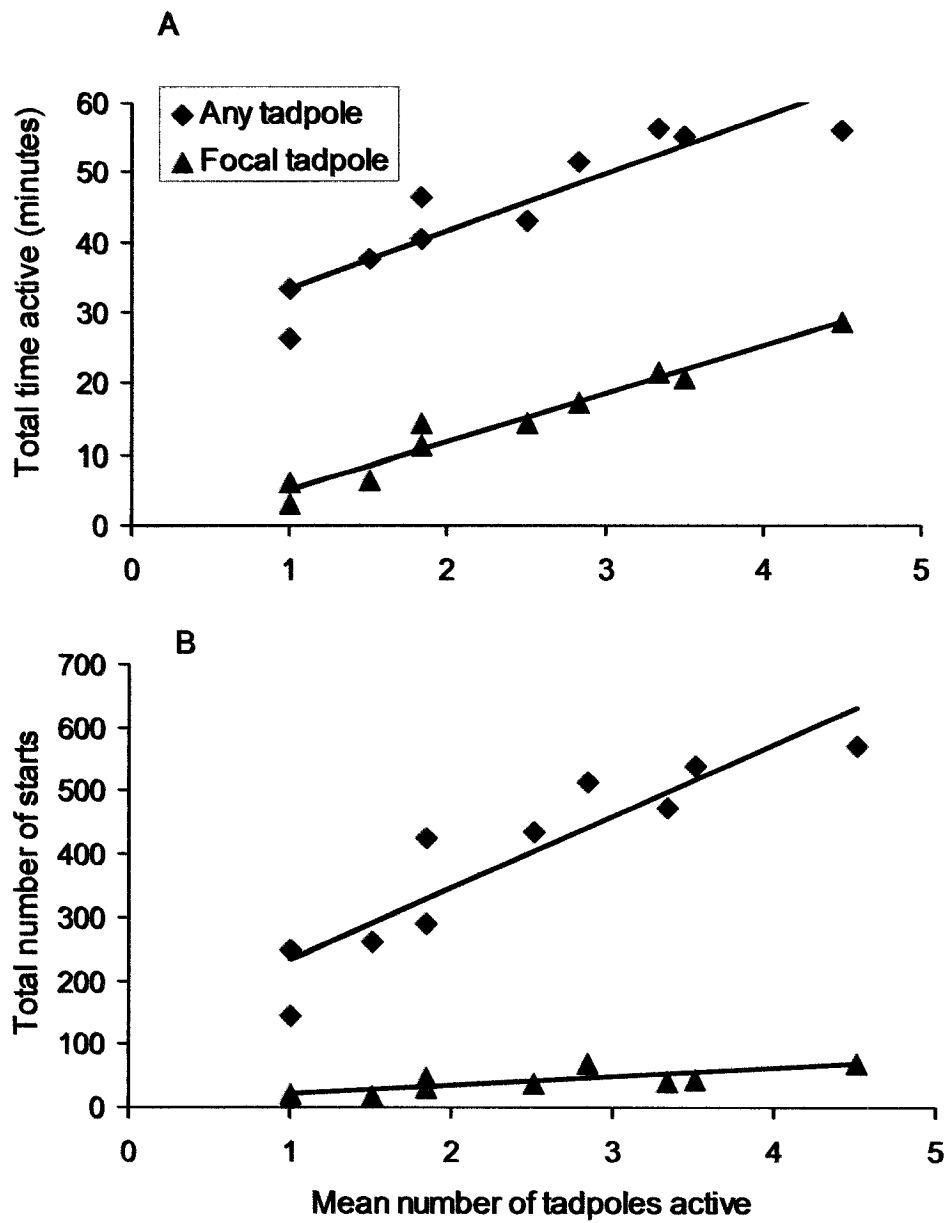 A
Any tadpole
Focal tadpole
Total time active (minutes)
60
50
40
30
20
10
0
0 1 2 3 4 5
B
Total number of starts
700
600
500
400
300
200
100
0
0 1 2 3 4 5
Mean number of tadpoles active